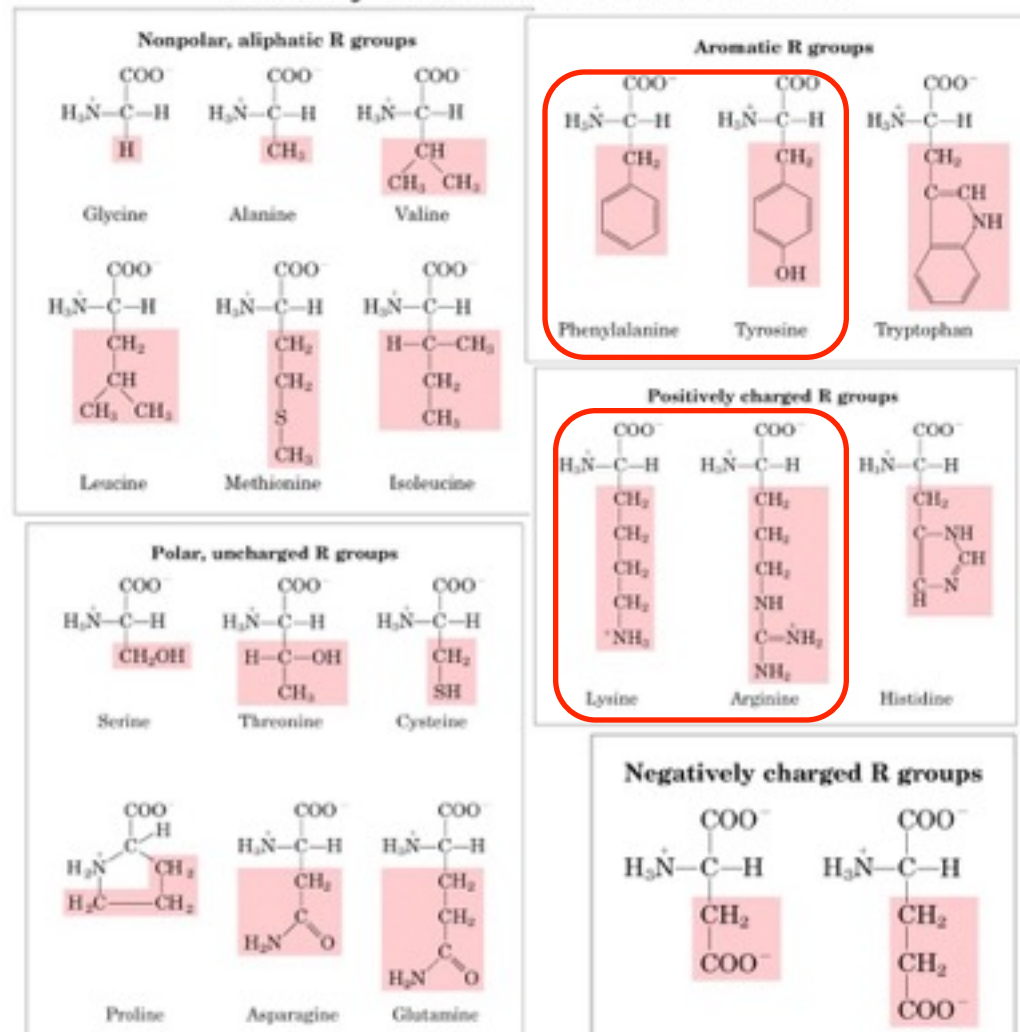 Nonpolar, aliphatic R groups
COO⁻ COO⁻ COO⁻
H₃N⁺—C—H H₃N⁺—C—H H₃N⁺—C—H
H CH₃ CH
CH₃ CH₃
Glycine Alanine Valine
COO⁻ COO⁻ COO⁻
H₃N⁺—C—H H₃N⁺—C—H H₃N⁺—C—H
CH₂ CH₂ H—C—CH₃
CH CH₂ CH₂
CH₃ CH₃ S CH₃
CH₃
Leucine Methionine Isoleucine
Aromatic R groups
COO⁻ COO COO⁻
H₃N⁺—C—H H₃N⁺—C—H H₃N⁺—C—H
CH₂ CH₂ CH₂
C=CH
NH
OH
Phenylalanine Tyrosine Tryptophan
Positively charged R groups
COO⁻ COO⁻ COO⁻
H₃N⁺—C—H H₃N⁺—C—H H₃N⁺—C—H
CH₂ CH₂ CH₂
CH₂ CH₂ C—NH
CH₂ CH₂ CH
CH₂ NH C—N
H
⁺NH₃ C=N⁺H₂
NH₂
Lysine Arginine Histidine
Polar, uncharged R groups
COO⁻ COO⁻ COO⁻
H₃N⁺—C—H H₃N⁺—C—H H₃N⁺—C—H
CH₂OH H—C—OH CH₂
CH₃ SH
Serine Threonine Cysteine
COO⁻ COO⁻ COO⁻
H
C H₃N⁺—C—H H₃N⁺—C—H
H₂N⁺ CH₂ CH₂ CH₂
H₂C—CH₂ C CH₂
H₂N O C
H₂N O
Proline Asparagine Glutamine
Negatively charged R groups
COO⁻ COO⁻
H₃N⁺—C—H H₃N⁺—C—H
CH₂ CH₂
COO⁻ CH₂
COO⁻